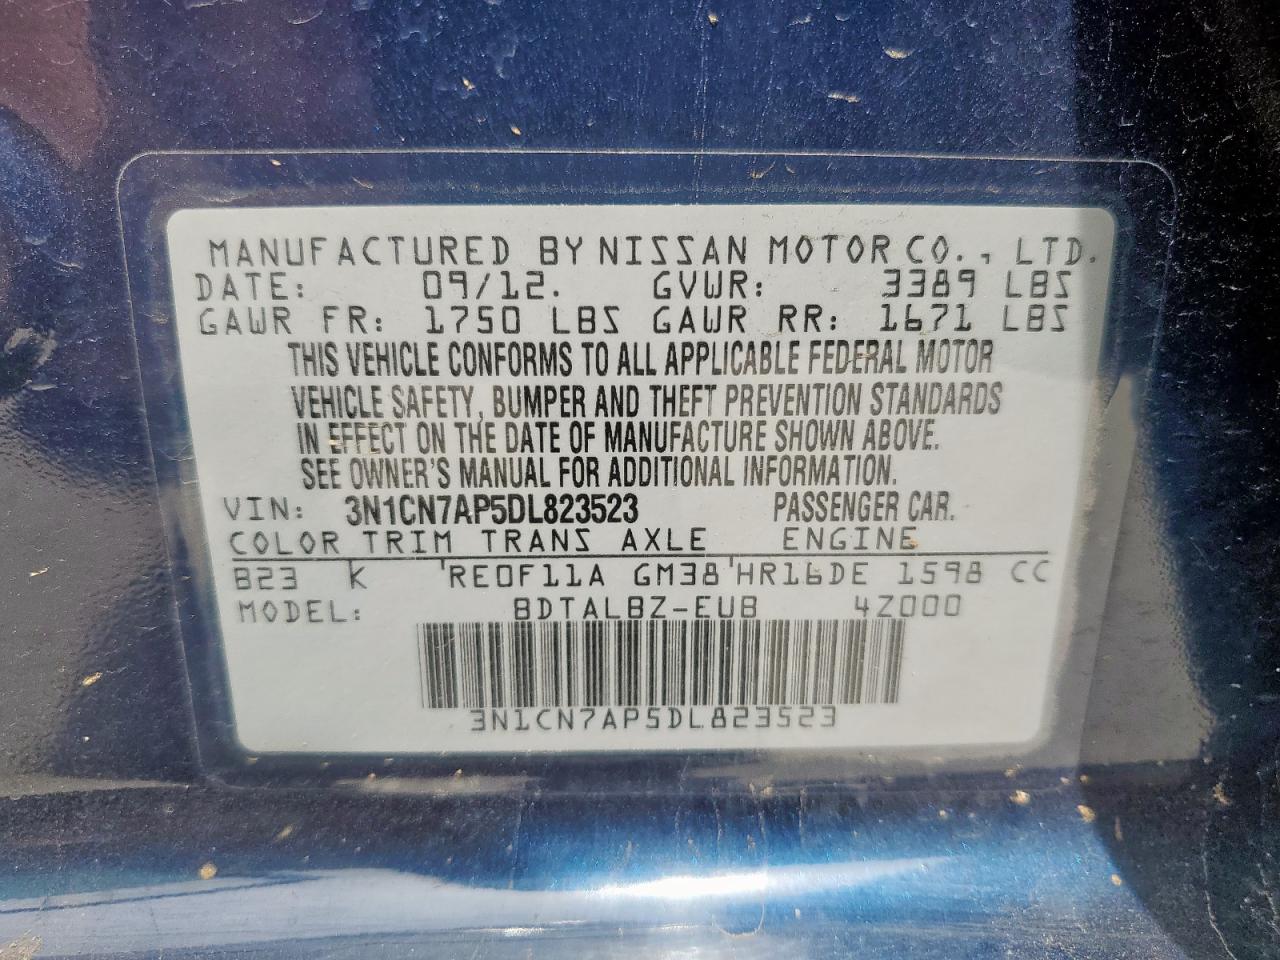 MANUFACTURED BY NISSAN MOTOR CO., LTD.
DATE: 09/12. GVWR: 3389 LBS
GAWR FR: 1750 LBS GAWR RR: 1671 LBS
THIS VEHICLE CONFORMS TO ALL APPLICABLE FEDERAL MOTOR
VEHICLE SAFETY, BUMPER AND THEFT PREVENTION STANDARDS
IN EFFECT ON THE DATE OF MANUFACTURE SHOWN ABOVE.
SEE OWNER'S MANUAL FOR ADDITIONAL INFORMATION.
VIN: 3N1CN7AP5DL823523 PASSENGER CAR.
COLOR TRIM TRANS AXLE ENGINE
B23 K 'RE0F11A GM38'HR16DE 1598 CC
MODEL: BDTALBZ-EUB 4Z000
3N1CN7AP5DL823523